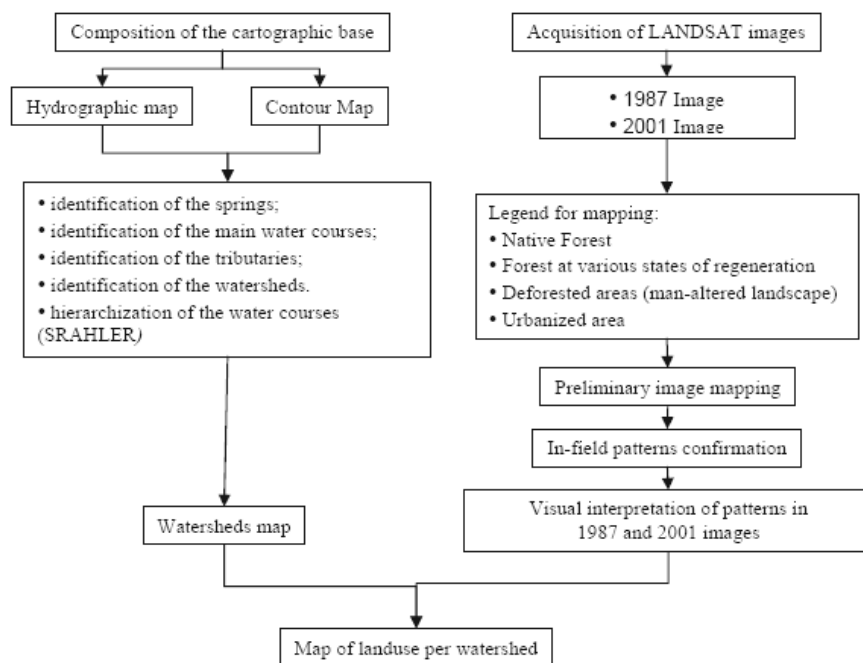 Composition of the cartographic base
Hydrographic map
Contour Map
• identification of the springs;
• identification of the main water courses;
• identification of the tributaries;
• identification of the watersheds.
• hierarchization of the water courses
(SRAHLER)
Watersheds map
Acquisition of LANDSAT images
• 1987 Image
• 2001 Image
Legend for mapping:
• Native Forest
• Forest at various states of regeneration
• Deforested areas (man-altered landscape)
• Urbanized area
Preliminary image mapping
In-field patterns confirmation
Visual interpretation of patterns in
1987 and 2001 images
Map of landuse per watershed